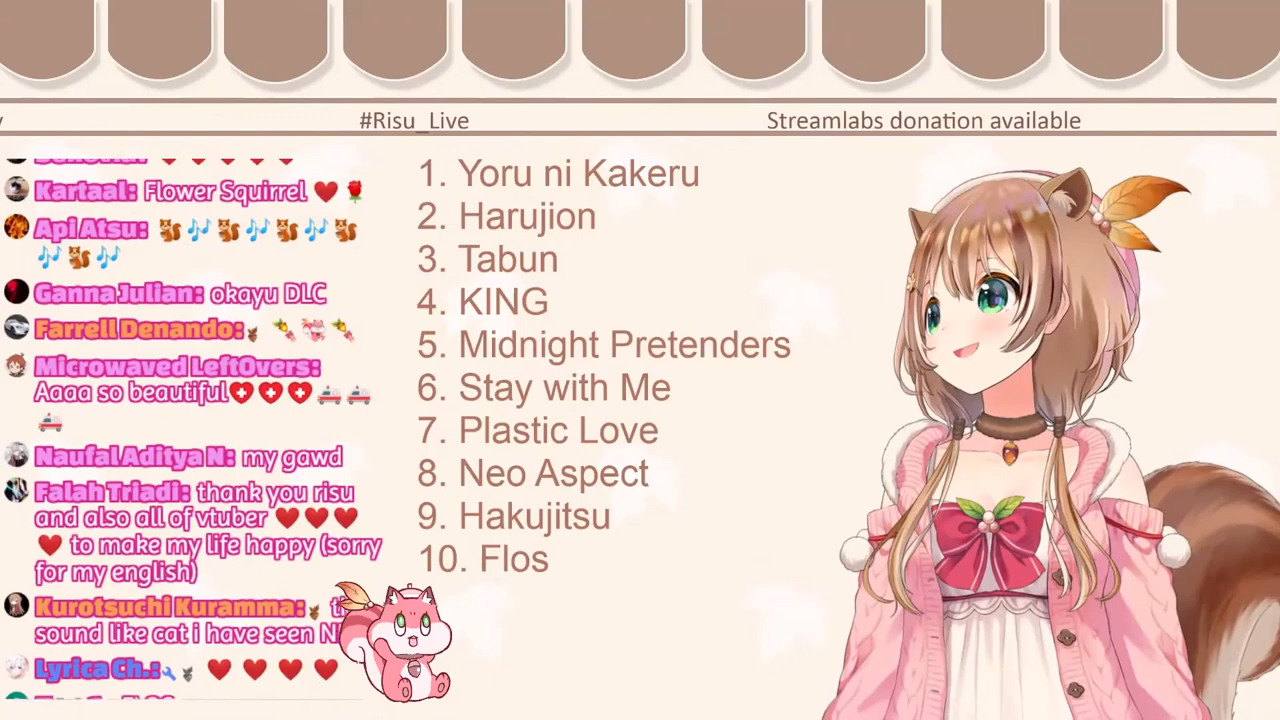 #Risu_Live
Streamlabs donation available
Kartaal: Flower Squirrel ❤️🌹
Api Atsu: 🐿️🎶🐿️🎶🐿️🎶🐿️
🎶🐿️🎶
Ganna Julian: okayu DLC
Farrell Denando:
Microwaved LeftOvers:
Aaaa so beautiful
Naufal Aditya N: my gawd
Falah Triadi: thank you risu
and also all of vtuber ❤️❤️❤️
❤️ to make my life happy (sorry
for my english)
Kurotsuchi Kuramma:
sound like cat i have seen
Lyrica Ch.:🔧 ❤️ ❤️ ❤️ ❤️
1. Yoru ni Kakeru
2. Harujion
3. Tabun
4. KING
5. Midnight Pretenders
6. Stay with Me
7. Plastic Love
8. Neo Aspect
9. Hakujitsu
10. Flos